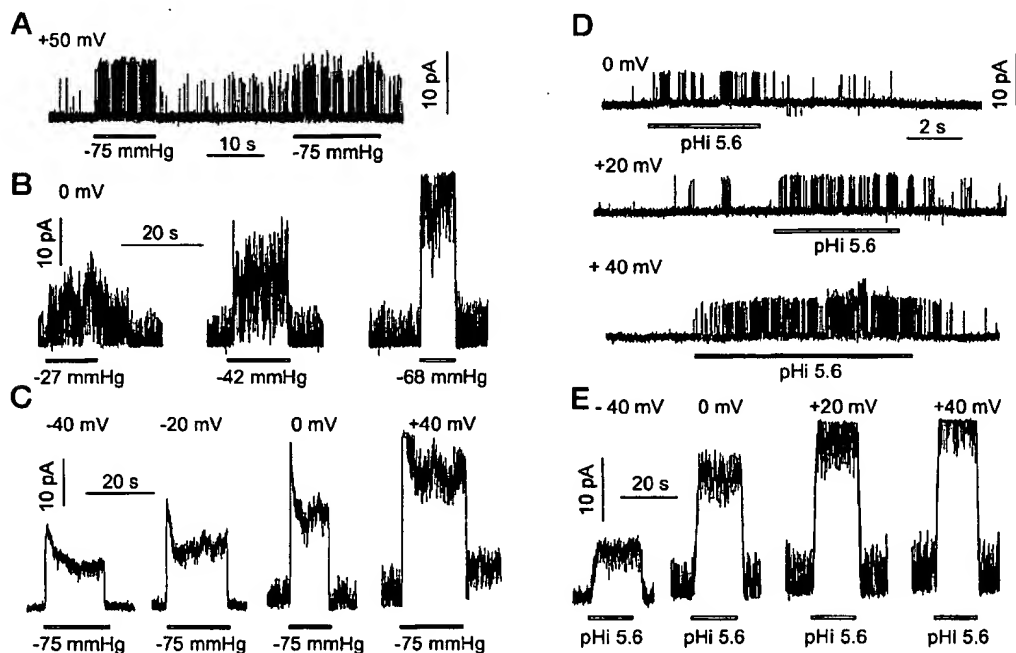 A
+50 mV
10 pA
-75 mmHg
10 s
-75 mmHg
B
0 mV
10 pA
20 s
-27 mmHg
-42 mmHg
-68 mmHg
C
-40 mV
-20 mV
0 mV
+40 mV
10 pA
20 s
-75 mmHg
-75 mmHg
-75 mmHg
-75 mmHg
D
0 mV
10 pA
pHi 5.6
2 s
+20 mV
pHi 5.6
+ 40 mV
pHi 5.6
E
- 40 mV
0 mV
+20 mV
+40 mV
10 pA
20 s
pHi 5.6
pHi 5.6
pHi 5.6
pHi 5.6